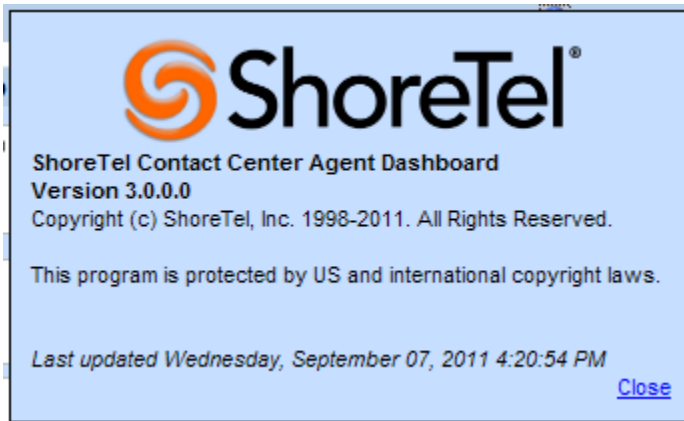 ShoreTel®
ShoreTel Contact Center Agent Dashboard
Version 3.0.0.0
Copyright (c) ShoreTel, Inc. 1998-2011. All Rights Reserved.
This program is protected by US and international copyright laws.
Last updated Wednesday, September 07, 2011 4:20:54 PM
Close